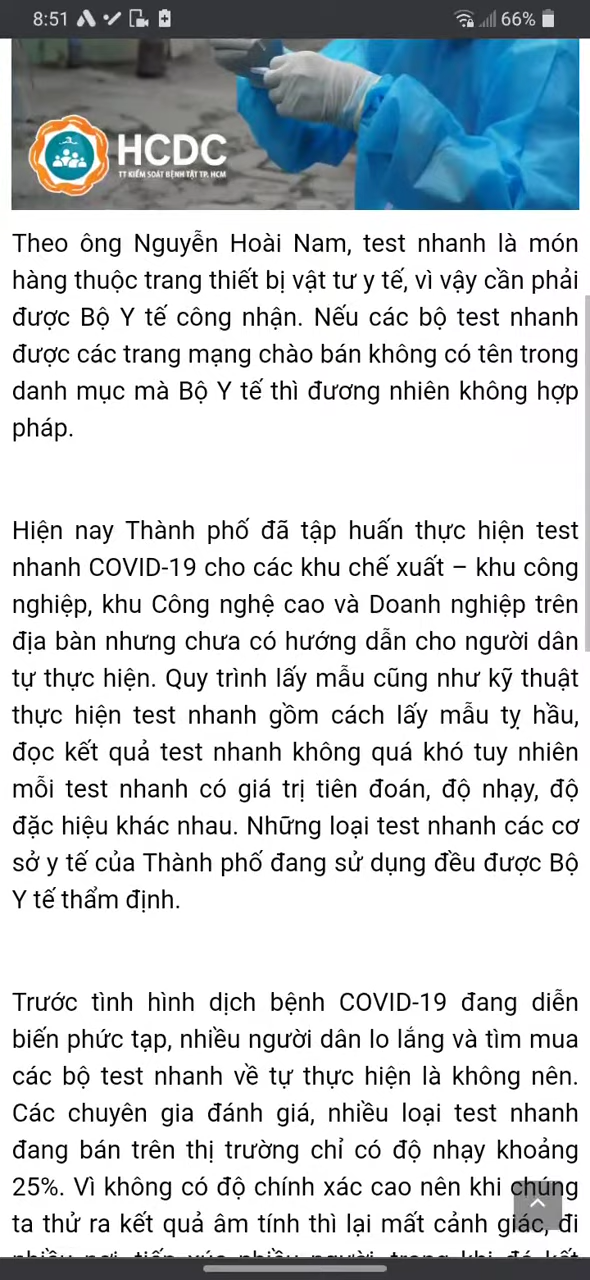 8:51
66%
HCDC
TT KIỂM SOÁT BỆNH TẬT TP. HCM
Theo ông Nguyễn Hoài Nam, test nhanh là món
hàng thuộc trang thiết bị vật tư y tế, vì vậy cần phải
được Bộ Y tế công nhận. Nếu các bộ test nhanh
được các trang mạng chào bán không có tên trong
danh mục mà Bộ Y tế thì đương nhiên không hợp
pháp.
Hiện nay Thành phố đã tập huấn thực hiện test
nhanh COVID-19 cho các khu chế xuất – khu công
nghiệp, khu Công nghệ cao và Doanh nghiệp trên
địa bàn nhưng chưa có hướng dẫn cho người dân
tự thực hiện. Quy trình lấy mẫu cũng như kỹ thuật
thực hiện test nhanh gồm cách lấy mẫu tỵ hầu,
đọc kết quả test nhanh không quá khó tuy nhiên
mỗi test nhanh có giá trị tiên đoán, độ nhạy, độ
đặc hiệu khác nhau. Những loại test nhanh các cơ
sở y tế của Thành phố đang sử dụng đều được Bộ
Y tế thẩm định.
Trước tình hình dịch bệnh COVID-19 đang diễn
biến phức tạp, nhiều người dân lo lắng và tìm mua
các bộ test nhanh về tự thực hiện là không nên.
Các chuyên gia đánh giá, nhiều loại test nhanh
đang bán trên thị trường chỉ có độ nhạy khoảng
25%. Vì không có độ chính xác cao nên khi chúng
ta thử ra kết quả âm tính thì lại mất cảnh giác, đi
nhiều nơi, tiếp xúc nhiều người, trong khi đó kết